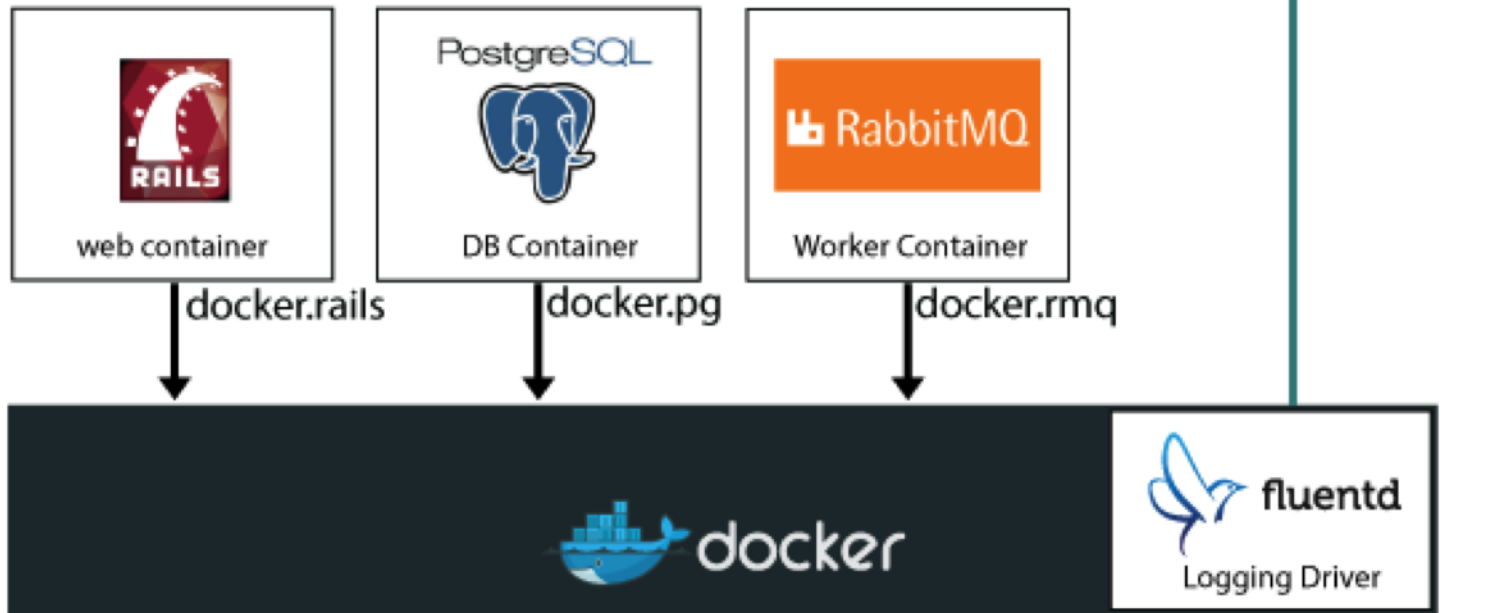 RAILS
web container
PostgreSQL
DB Container
RabbitMQ
Worker Container
docker.rails
docker.pg
docker.rmq
docker
fluentd
Logging Driver